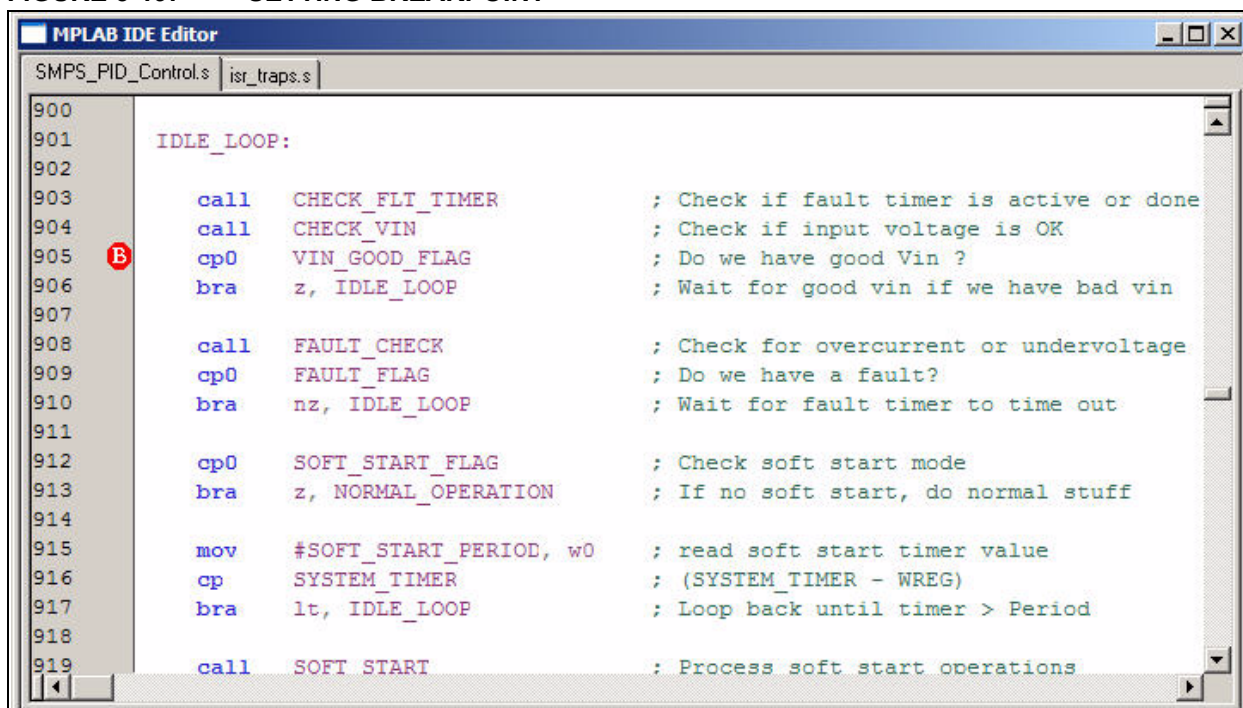 MPLAB IDE Editor
SMPS_PID_Control.s isr_traps.s
900
901 IDLE_LOOP:
902
903 call CHECK_FLT_TIMER ; Check if fault timer is active or done
904 call CHECK_VIN ; Check if input voltage is OK
905 B cp0 VIN_GOOD_FLAG ; Do we have good Vin ?
906 bra z, IDLE_LOOP ; Wait for good vin if we have bad vin
907
908 call FAULT_CHECK ; Check for overcurrent or undervoltage
909 cp0 FAULT_FLAG ; Do we have a fault?
910 bra nz, IDLE_LOOP ; Wait for fault timer to time out
911
912 cp0 SOFT_START_FLAG ; Check soft start mode
913 bra z, NORMAL_OPERATION ; If no soft start, do normal stuff
914
915 mov #SOFT_START_PERIOD, w0 ; read soft start timer value
916 cp SYSTEM_TIMER ; (SYSTEM_TIMER - WREG)
917 bra lt, IDLE_LOOP ; Loop back until timer > Period
918
919 call SOFT_START ; Process soft start operations